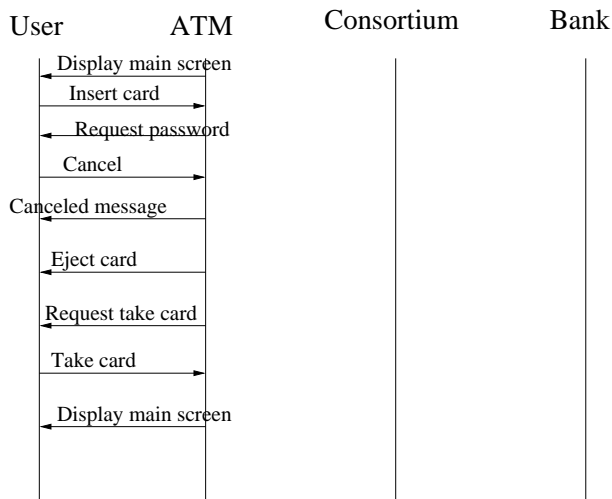 User ATM Consortium Bank
Display main screen
Insert card
Request password
Cancel
Canceled message
Eject card
Request take card
Take card
Display main screen